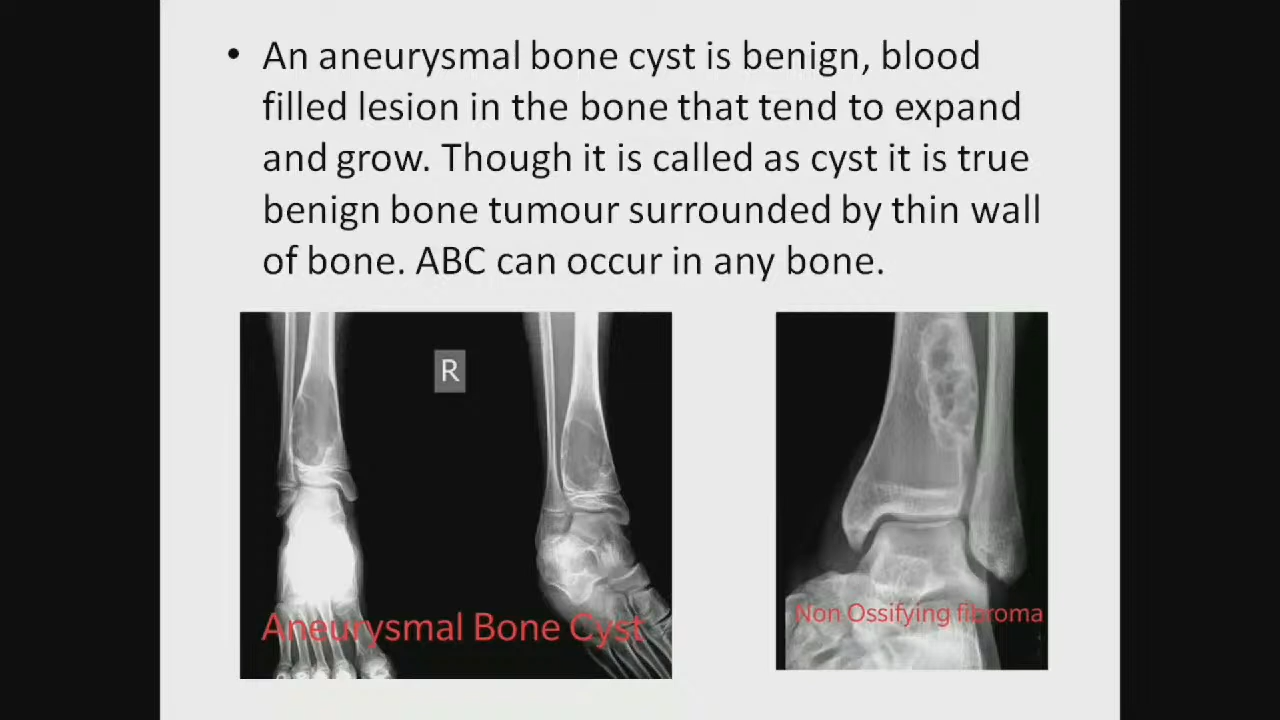 • An aneurysmal bone cyst is benign, blood
filled lesion in the bone that tend to expand
and grow. Though it is called as cyst it is true
benign bone tumour surrounded by thin wall
of bone. ABC can occur in any bone.
R
Aneurysmal Bone Cyst
Non Ossifying fibroma